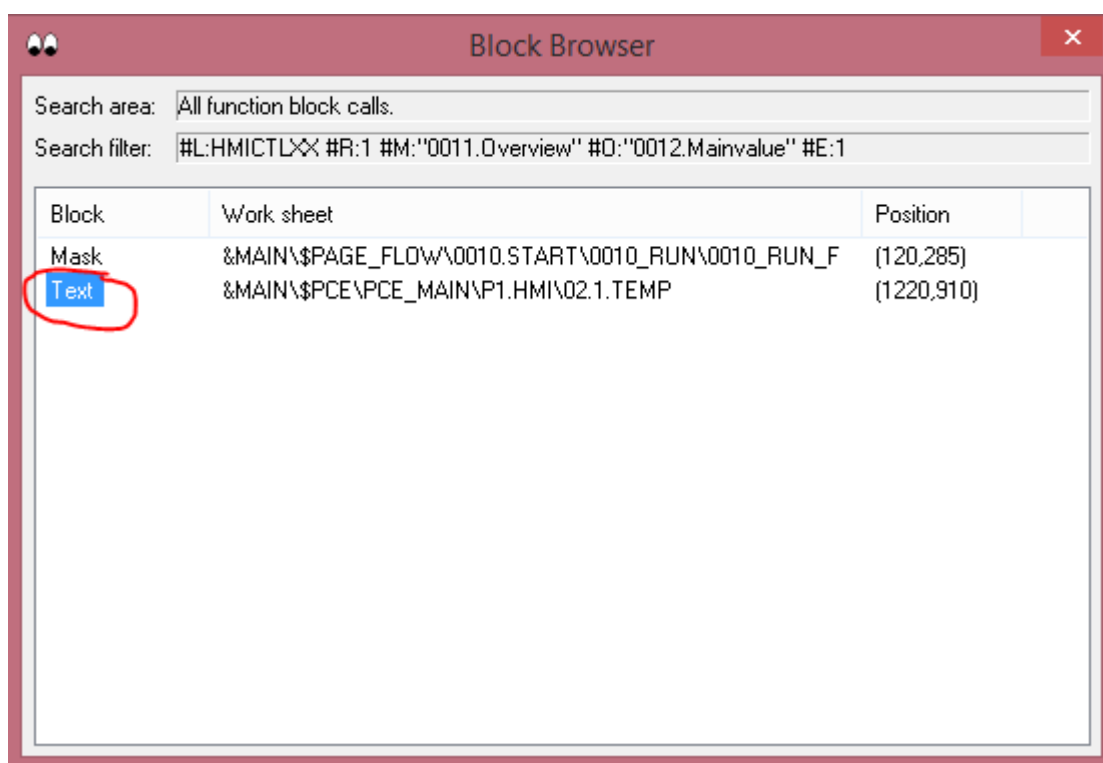 Block Browser
Search area: All function block calls.
Search filter: #L:HMICTLXX #R:1 #M:"0011.Overview" #O:"0012.Mainvalue" #E:1
Block Work sheet Position
Mask &MAIN\$PAGE_FLOW\0010.START\0010_RUN\0010_RUN_F (120,285)
Text &MAIN\$PCE\PCE_MAIN\P1.HMI\02.1.TEMP (1220,910)